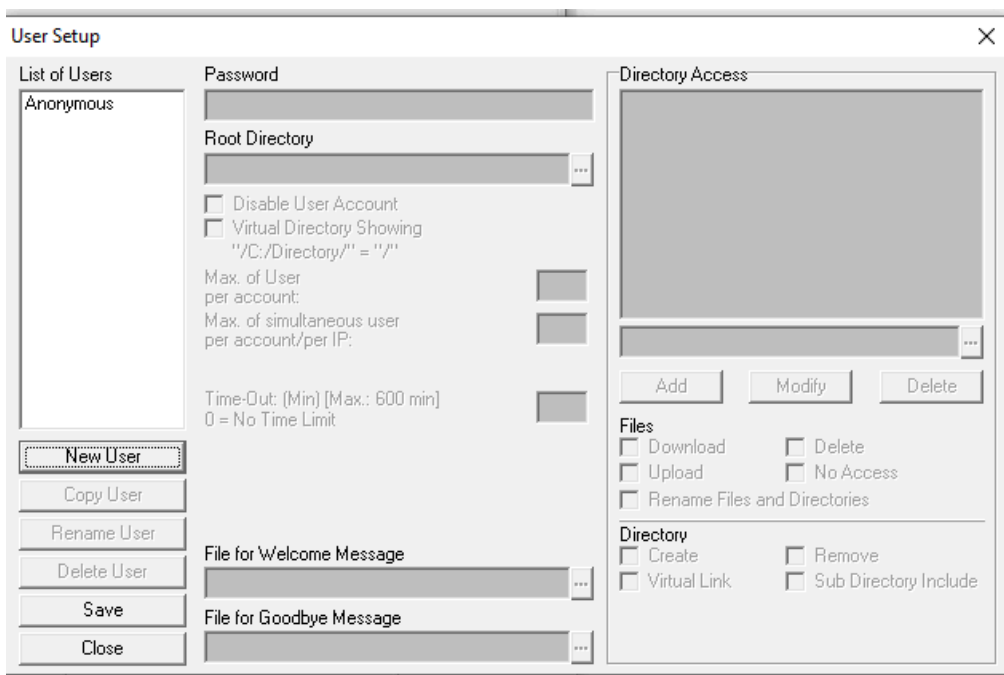 User Setup
List of Users
Anonymous
New User
Copy User
Rename User
Delete User
Save
Close
Password
Root Directory
...
Disable User Account
Virtual Directory Showing
"/C:/Directory/" = "/"
Max. of User
per account:
Max. of simultaneous user
per account/per IP:
Time-Out: (Min) [Max.: 600 min]
0 = No Time Limit
File for Welcome Message
...
File for Goodbye Message
...
Directory Access
...
Add Modify Delete
Files
Download Delete
Upload No Access
Rename Files and Directories
Directory
Create Remove
Virtual Link Sub Directory Include